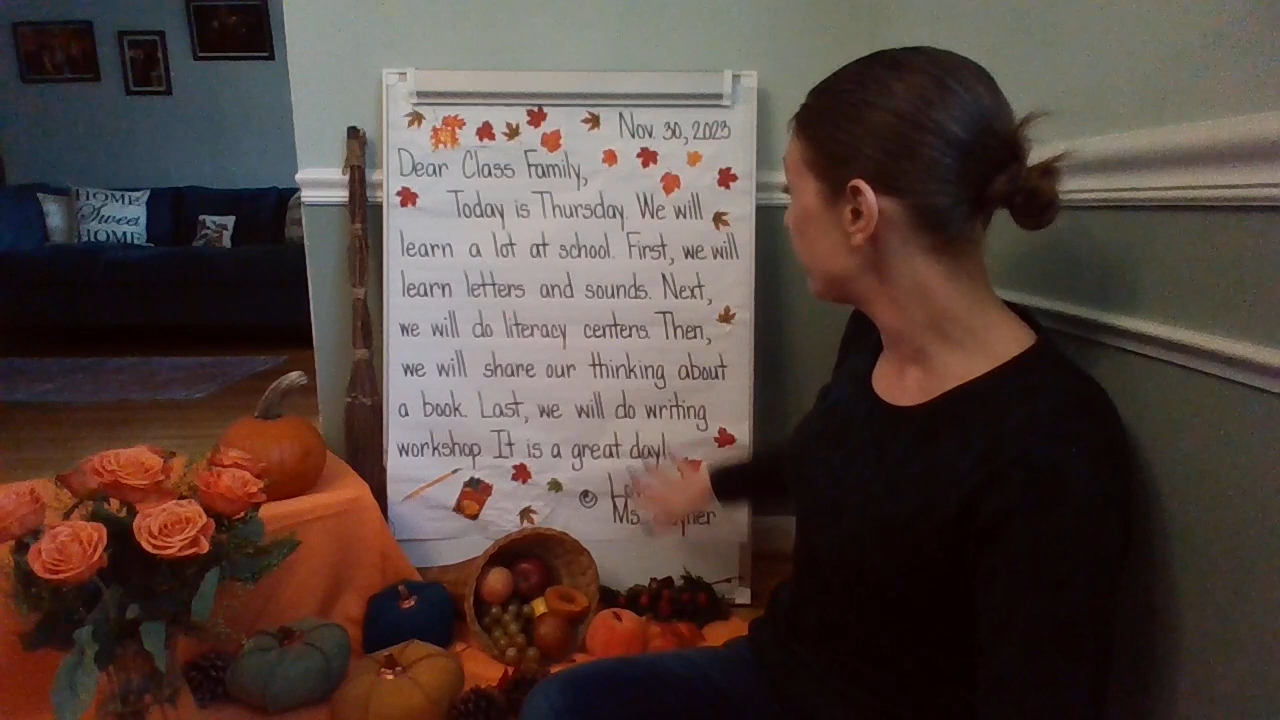 HOME
Sweet
HOME
Nov. 30, 2023
Dear Class Family,
Today is Thursday. We will
learn a lot at school. First, we will
learn letters and sounds. Next,
we will do literacy centers. Then,
we will share our thinking about
a book. Last, we will do writing
workshop. It is a great day!
Ms.